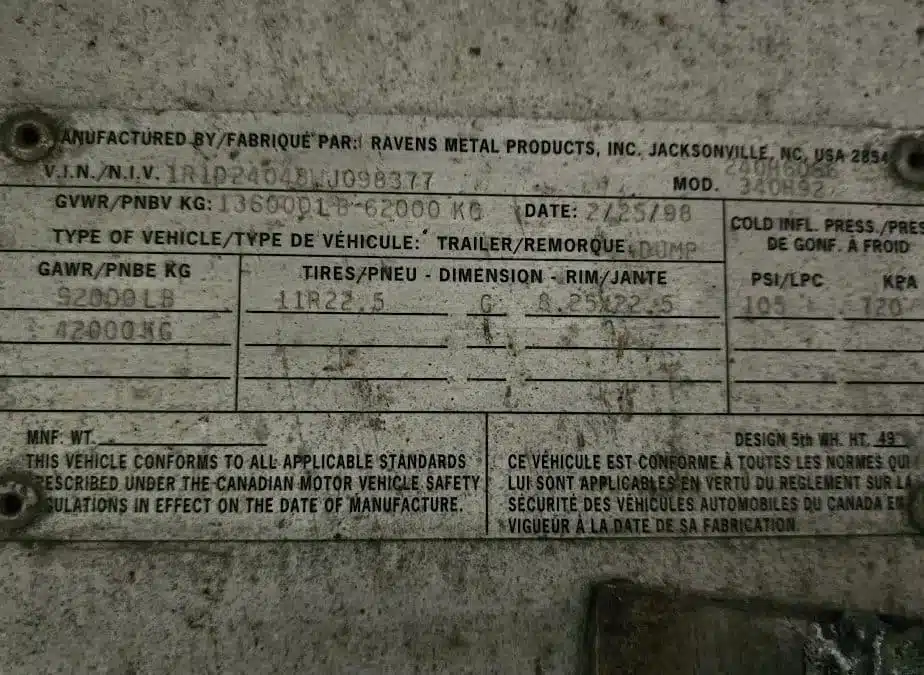 ANUFACTURED BY/FABRIQUÉ PAR: RAVENS METAL PRODUCTS, INC. JACKSONVILLE, NC, USA 2854
V.I.N./N.I.V.
MOD. 340H92
GVWR/PNBV KG: 136000LB 62000 KG DATE: 2/25/98
TYPE OF VEHICLE/TYPE DE VÉHICULE: TRAILER/REMORQUE DUMP
COLD INFL. PRESS./PRES
DE GONF. À FROID
GAWR/PNBE KG TIRES/PNEU - DIMENSION - RIM/JANTE PSI/LPC KPA
92000LB 11R22.5 G 8.25X22.5 105 720
42000KG
MNF: WT.
DESIGN 5th WH. HT. 49
THIS VEHICLE CONFORMS TO ALL APPLICABLE STANDARDS
RESCRIBED UNDER THE CANADIAN MOTOR VEHICLE SAFETY
GULATIONS IN EFFECT ON THE DATE OF MANUFACTURE.
CE VÉHICULE EST CONFORME À TOUTES LES NORMES QUI
LUI SONT APPLICABLES EN VERTU DU REGLEMENT SUR LA
SÉCURITÉ DES VÉHICULES AUTOMOBILES DU CANADA EN
VIGUEUR À LA DATE DE SA FABRICATION